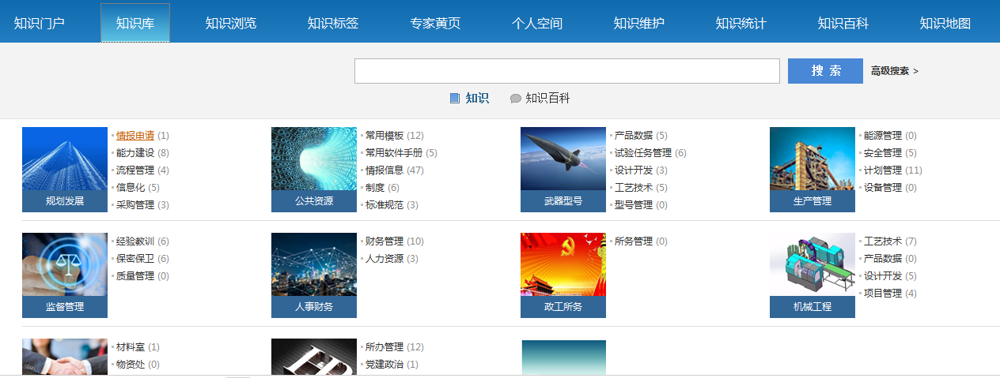 知识门户 知识库 知识浏览 知识标签 专家黄页 个人空间 知识维护 知识统计 知识百科 知识地图
搜 索 高级搜索 >
知识 知识百科
规划发展
情报申请 (1)
能力建设 (8)
流程管理 (4)
信息化 (5)
采购管理 (3)
公共资源
常用模板 (12)
常用软件手册 (5)
情报信息 (47)
制度 (6)
标准规范 (3)
武器型号
产品数据 (5)
试验任务管理 (6)
设计开发 (3)
工艺技术 (5)
型号管理 (0)
生产管理
能源管理 (0)
安全管理 (5)
计划管理 (11)
设备管理 (0)
监督管理
经验教训 (6)
保密保卫 (6)
质量管理 (0)
人事财务
财务管理 (10)
人力资源 (3)
政工所务
所务管理 (0)
机械工程
工艺技术 (7)
产品数据 (0)
设计开发 (5)
项目管理 (4)
材料室 (1)
物资处 (0)
所办管理 (12)
党建政治 (1)